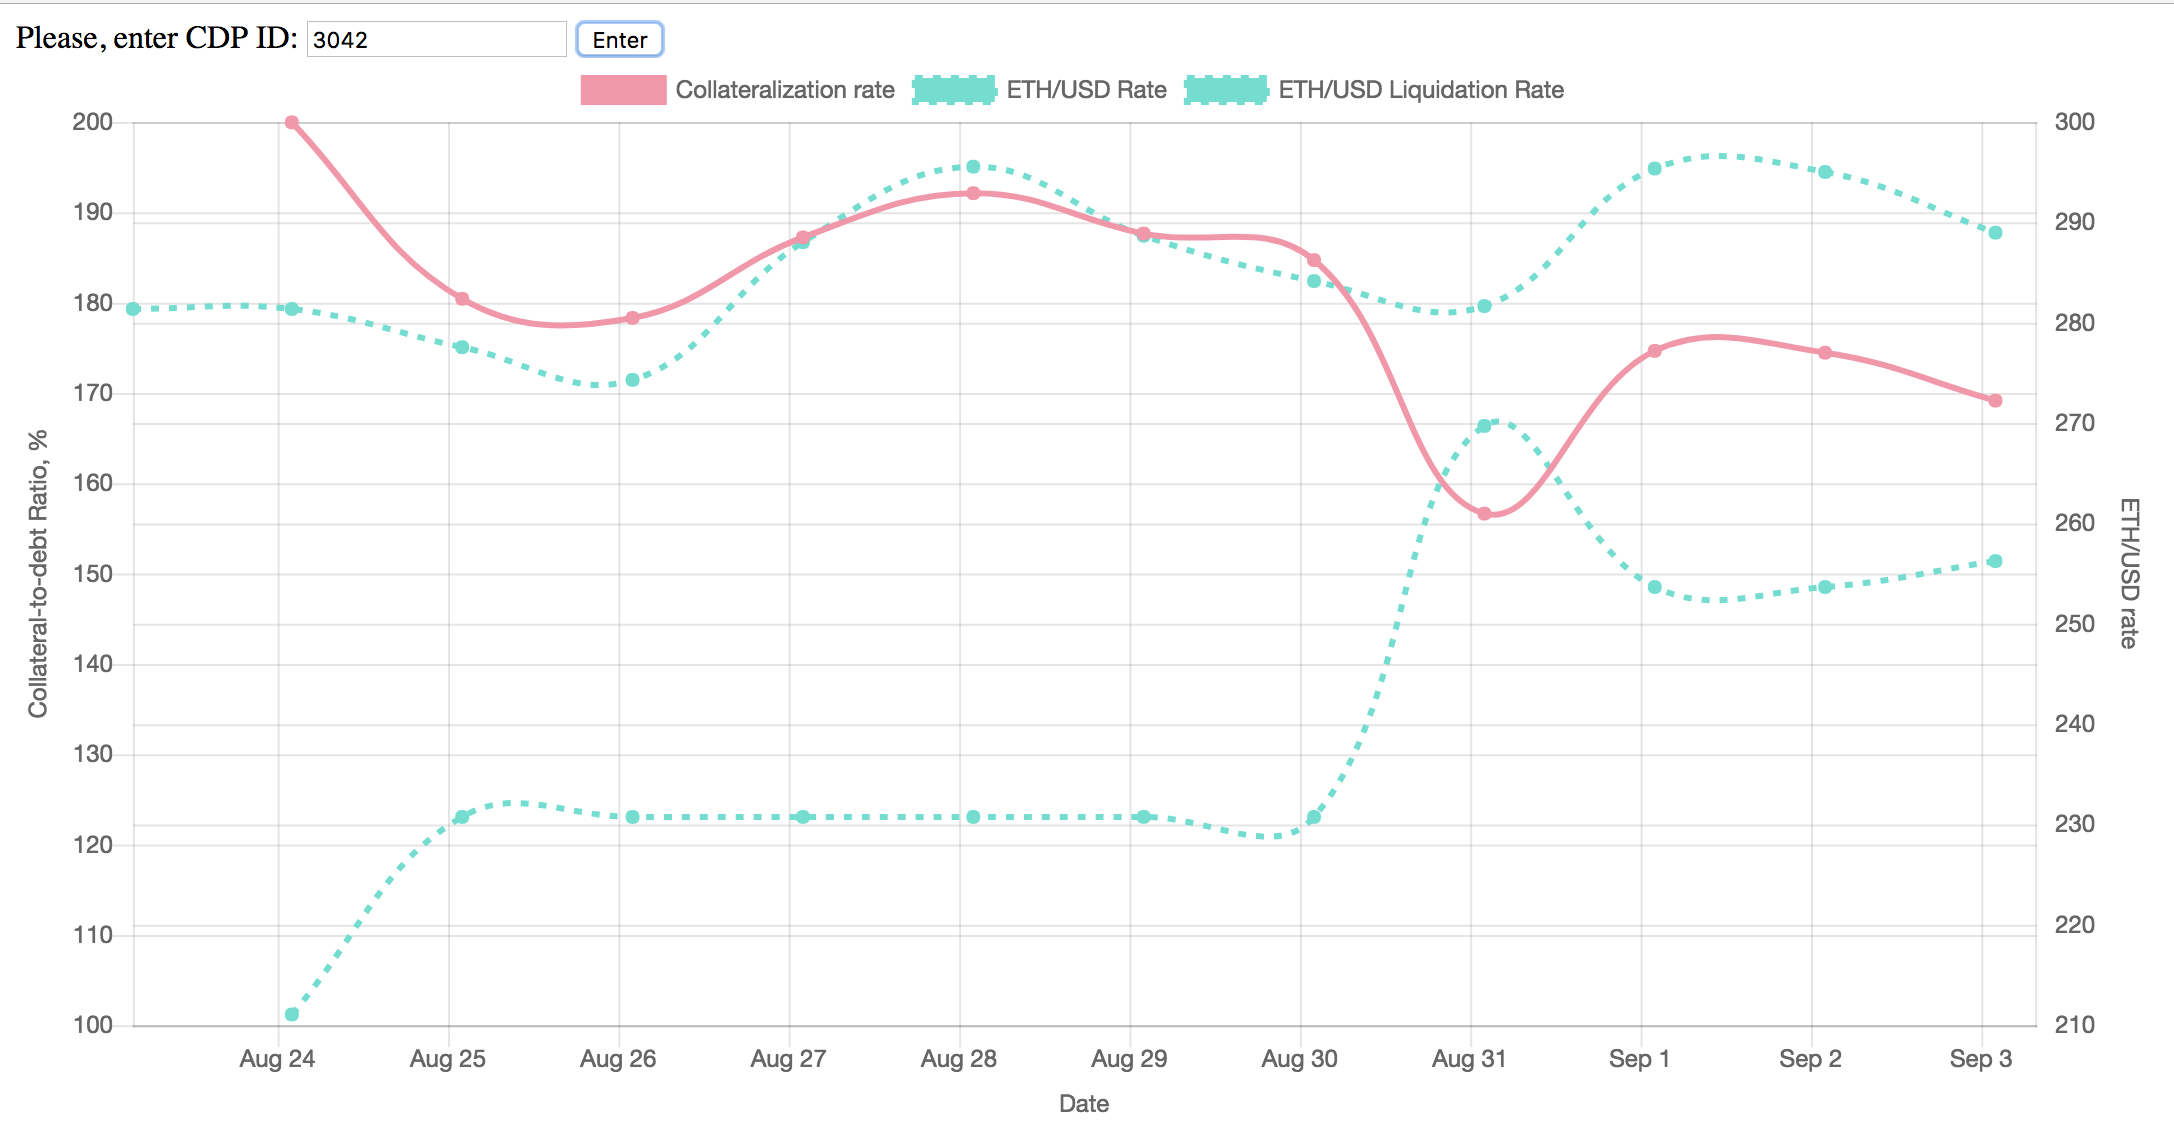 Please, enter CDP ID: 3042 Enter
Collateralization rate ETH/USD Rate ETH/USD Liquidation Rate
200 300
190 290
180 280
170 270
160 260
150 250
140 240
130 230
120 220
110 210
100
Collateral-to-debt Ratio, %
ETH/USD rate
Aug 24 Aug 25 Aug 26 Aug 27 Aug 28 Aug 29 Aug 30 Aug 31 Sep 1 Sep 2 Sep 3
Date